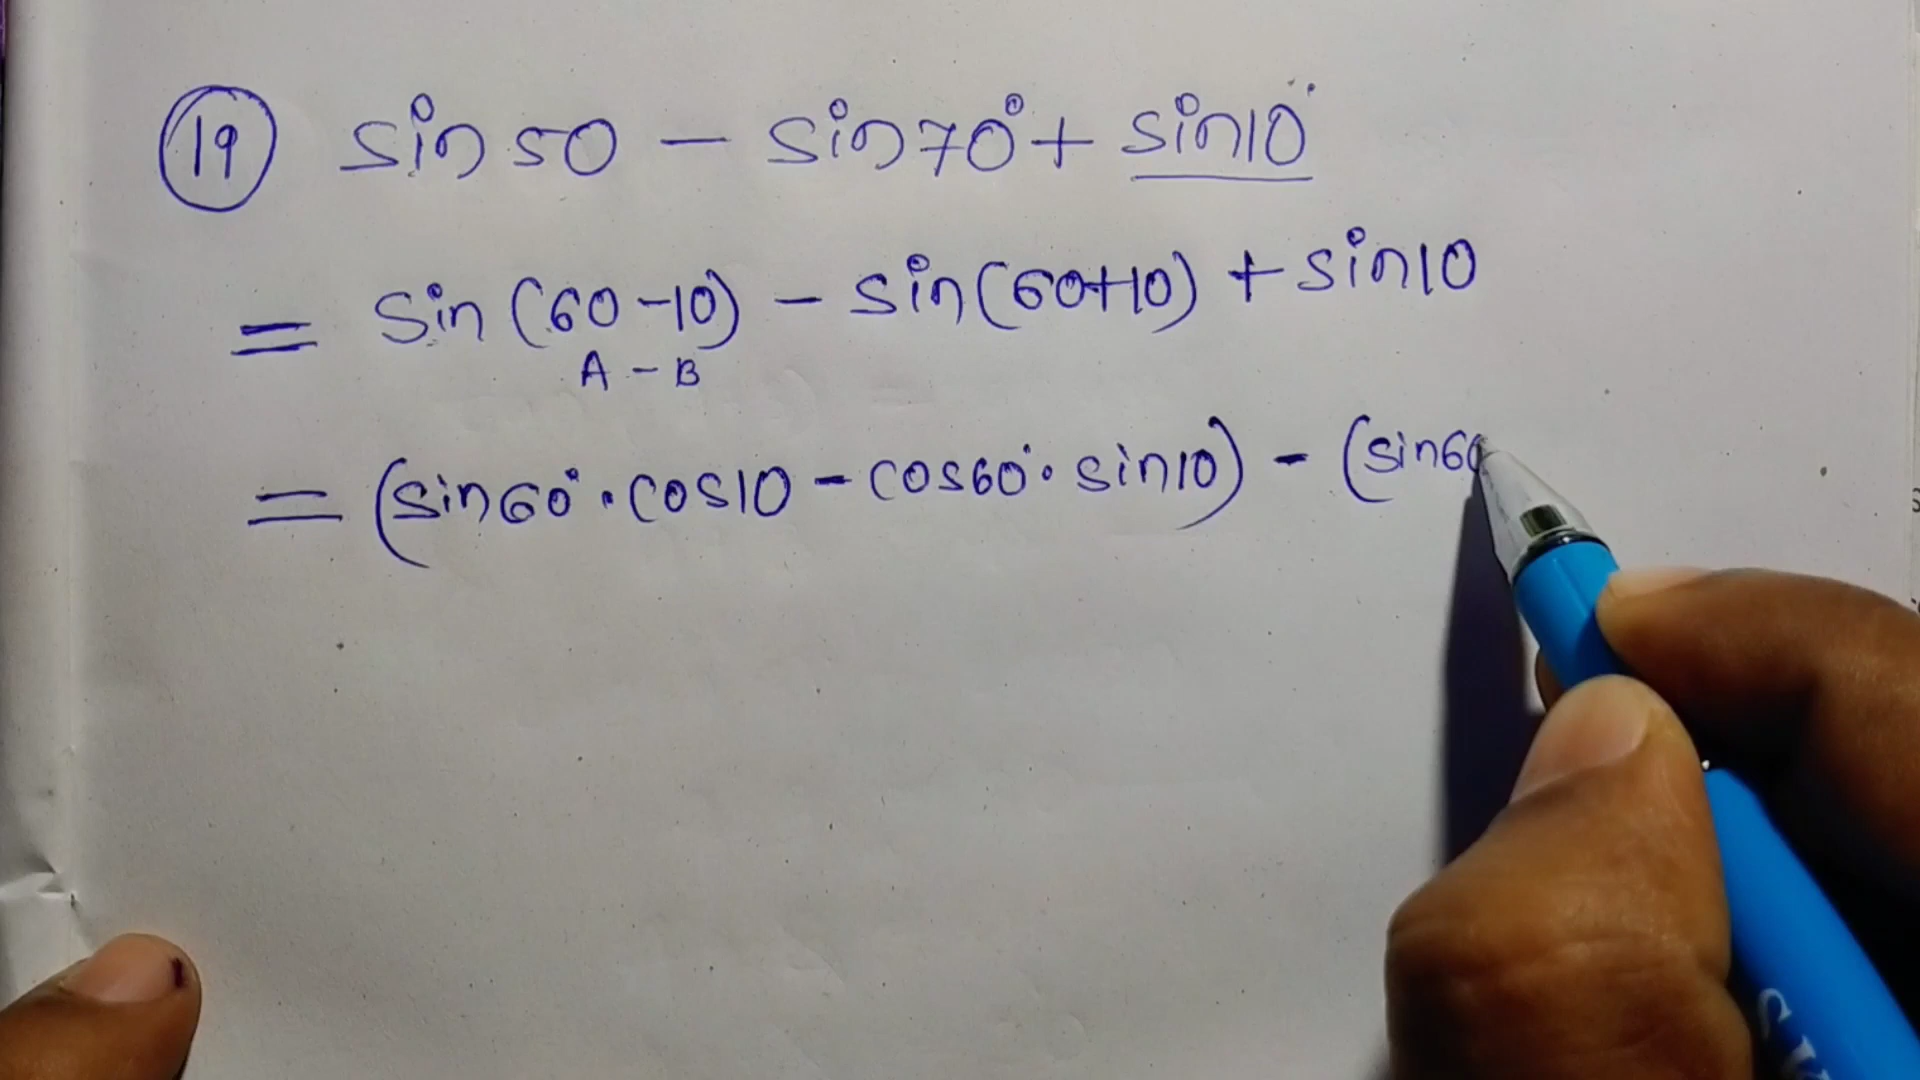 19 sin 50 - sin 70° + sin 10°
= sin (60 - 10) - sin (60+10) + sin 10
A - B
= (sin 60° · cos 10 - cos 60° · sin 10) - (sin 60